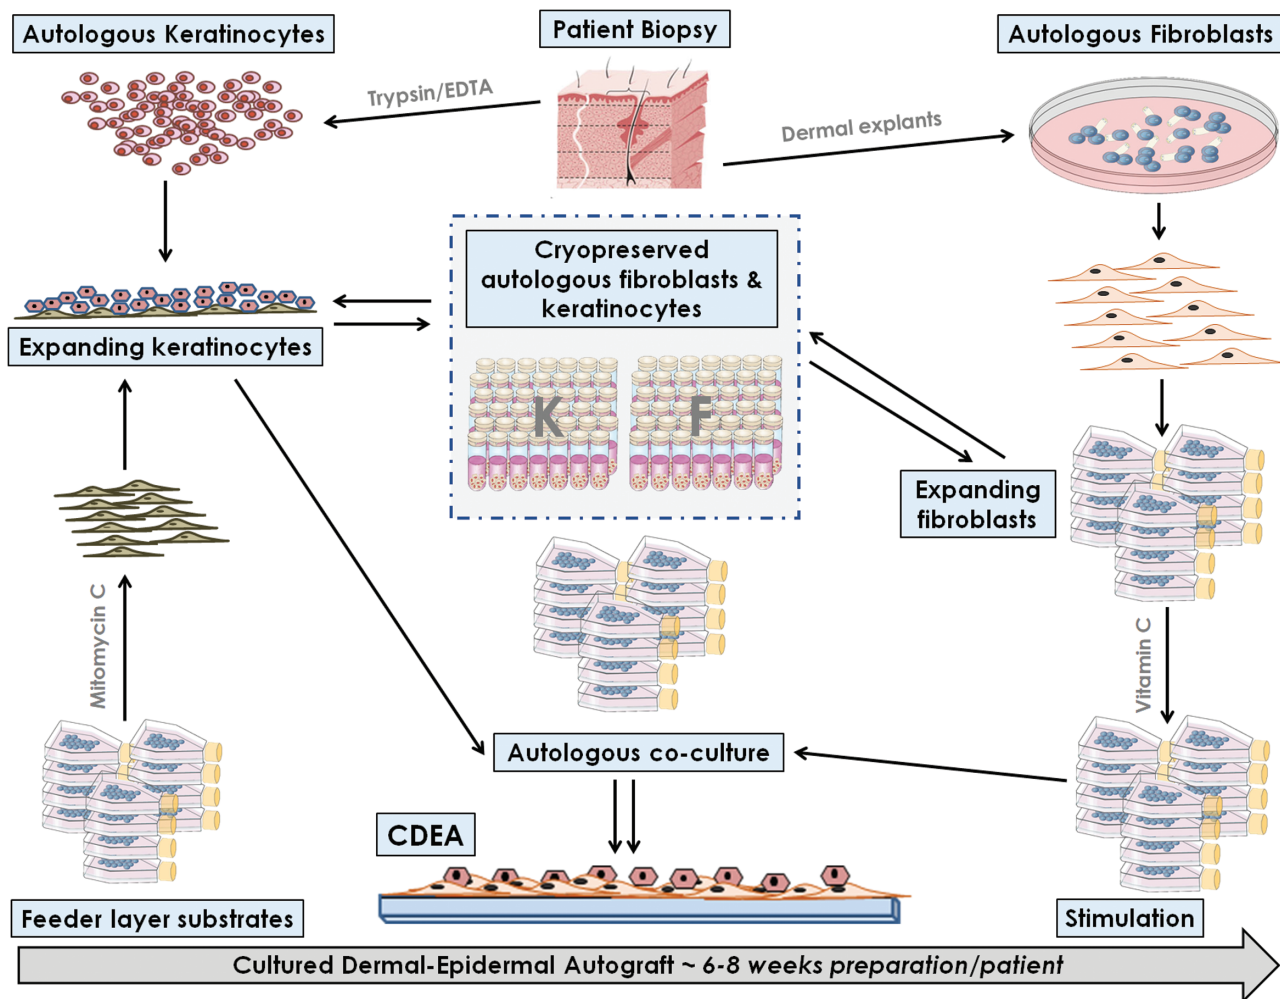 Autologous Keratinocytes
Patient Biopsy
Autologous Fibroblasts
Trypsin/EDTA
Dermal explants
Cryopreserved
autologous fibroblasts &
keratinocytes
K
F
Expanding keratinocytes
Expanding
fibroblasts
Mitomycin C
Vitamin C
Autologous co-culture
CDEA
Feeder layer substrates
Stimulation
Cultured Dermal-Epidermal Autograft ~ 6-8 weeks preparation/patient